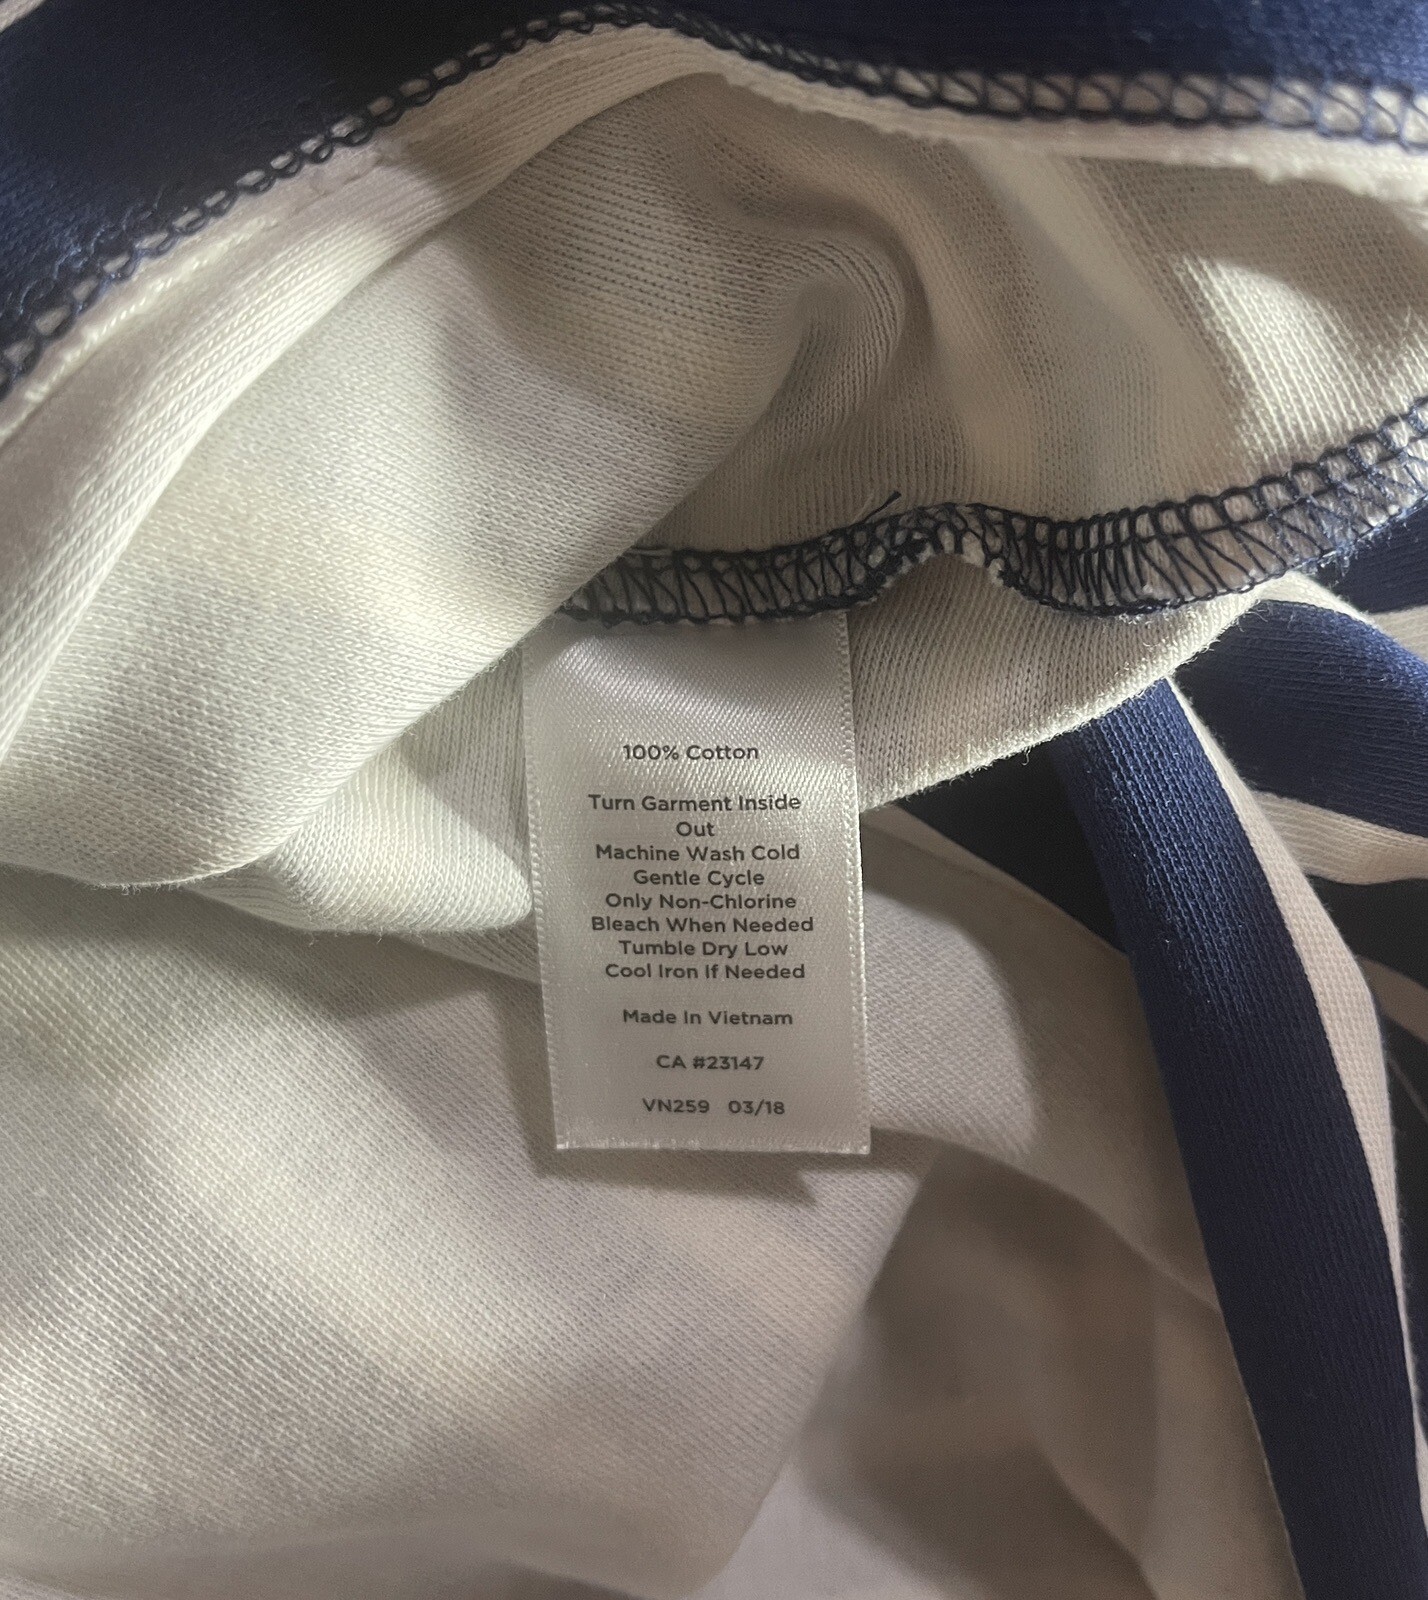 100% Cotton
Turn Garment Inside
Out
Machine Wash Cold
Gentle Cycle
Only Non-Chlorine
Bleach When Needed
Tumble Dry Low
Cool Iron If Needed
Made In Vietnam
CA #23147
VN259 03/18